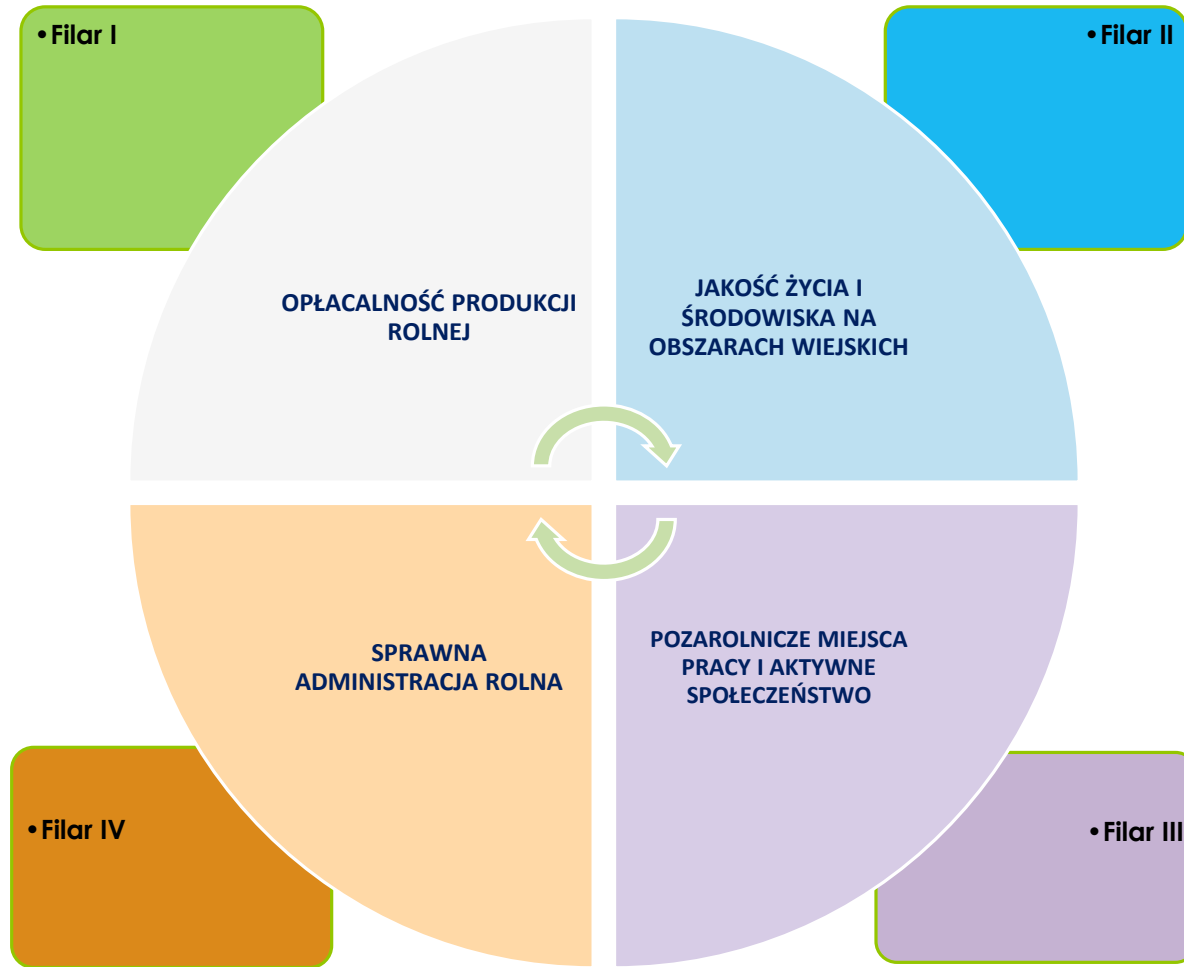 •Filar I
•Filar II
OPŁACALNOŚĆ PRODUKCJI
ROLNEJ
JAKOŚĆ ŻYCIA I
ŚRODOWISKA NA
OBSZARACH WIEJSKICH
SPRAWNA
ADMINISTRACJA ROLNA
POZAROLNICZE MIEJSCA
PRACY I AKTYWNE
SPOŁECZEŃSTWO
•Filar IV
•Filar III